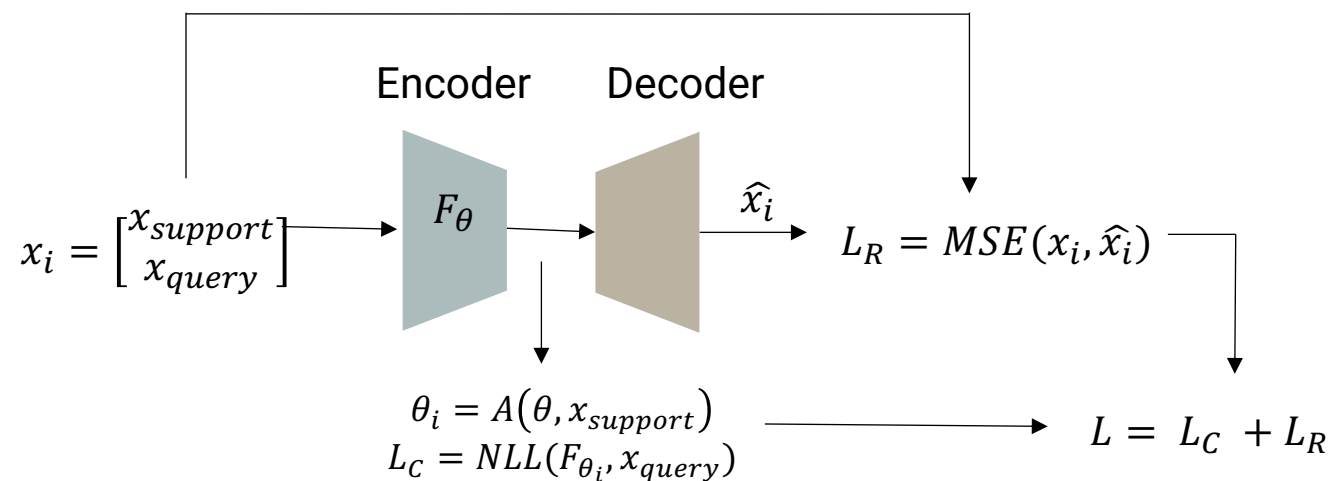 Encoder Decoder
F_θ
x̂_i
x_i = [x_support x_query]
L_R = MSE(x_i, x̂_i)
θ_i = A(θ, x_support)
L_C = NLL(F_θ_i, x_query)
L = L_C + L_R